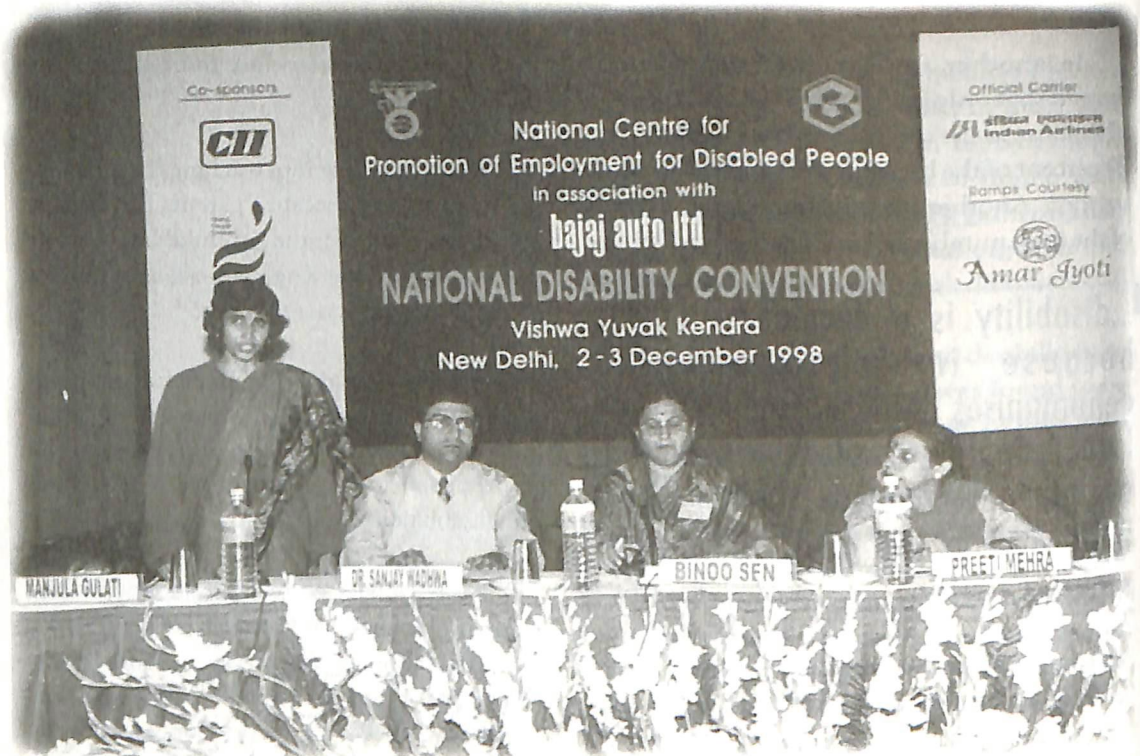 Co-sponsors
CII
National Centre for
Promotion of Employment for Disabled People
in association with
bajaj auto ltd
NATIONAL DISABILITY CONVENTION
Vishwa Yuvak Kendra
New Delhi, 2-3 December 1998
Official Carrier
Indian Airlines
Ramps Courtesy
Amar Jyoti
MANJULA GULATI
DR. SANJAY WADHWA
BINOO SEN
PREETI MEHRA